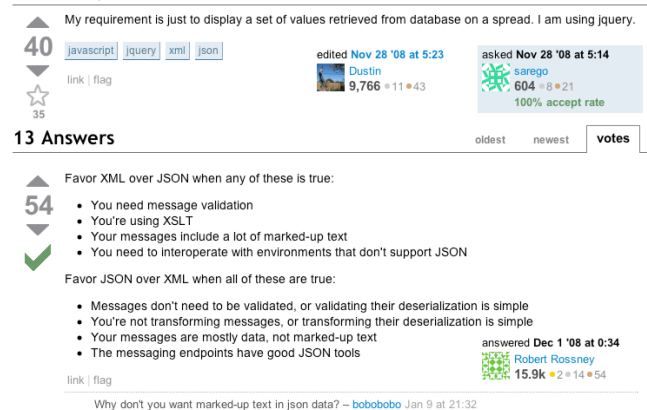 My requirement is just to display a set of values retrieved from database on a spread. I am using jquery.
40
javascript jquery xml json
link | flag
35
edited Nov 28 '08 at 5:23
Dustin
9,766 11 43
asked Nov 28 '08 at 5:14
sarego
604 8 21
100% accept rate
13 Answers
oldest newest votes
54
Favor XML over JSON when any of these is true:
• You need message validation
• You're using XSLT
• Your messages include a lot of marked-up text
• You need to interoperate with environments that don't support JSON
Favor JSON over XML when all of these are true:
• Messages don't need to be validated, or validating their deserialization is simple
• You're not transforming messages, or transforming their deserialization is simple
• Your messages are mostly data, not marked-up text
• The messaging endpoints have good JSON tools
answered Dec 1 '08 at 0:34
Robert Rossney
15.9k 2 14 54
link | flag
Why don't you want marked-up text in json data? – bobobobo Jan 9 at 21:32